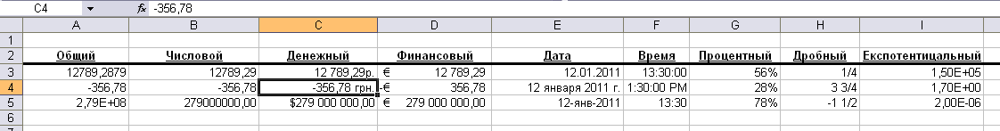 C4 fx -356,78
A B C D E F G H I
1
2 Общий Числовой Денежный Финансовый Дата Время Процентный Дробный Експотентицальный
3 12789,2879 12789,29 12 789,29р. € 12 789,29 12.01.2011 13:30:00 56% 1/4 1,50E+05
4 -356,78 -356,78 -356,78 грн. -€ 356,78 12 января 2011 г. 1:30:00 PM 28% 3 3/4 1,70E+00
5 2,79E+08 279000000,00 $279 000 000,00 € 279 000 000,00 12-янв-2011 13:30 78% -1 1/2 2,00E-06
6
7